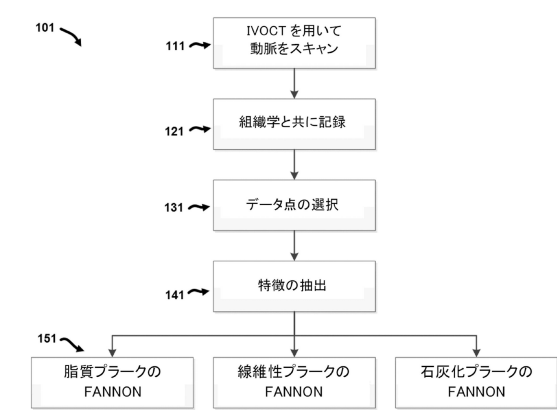 101
111
IVOCT を用いて
動脈をスキャン
121
組織学と共に記録
131
データ点の選択
141
特徴の抽出
151
脂質プラークの
FANNON
線維性プラークの
FANNON
石灰化プラークの
FANNON